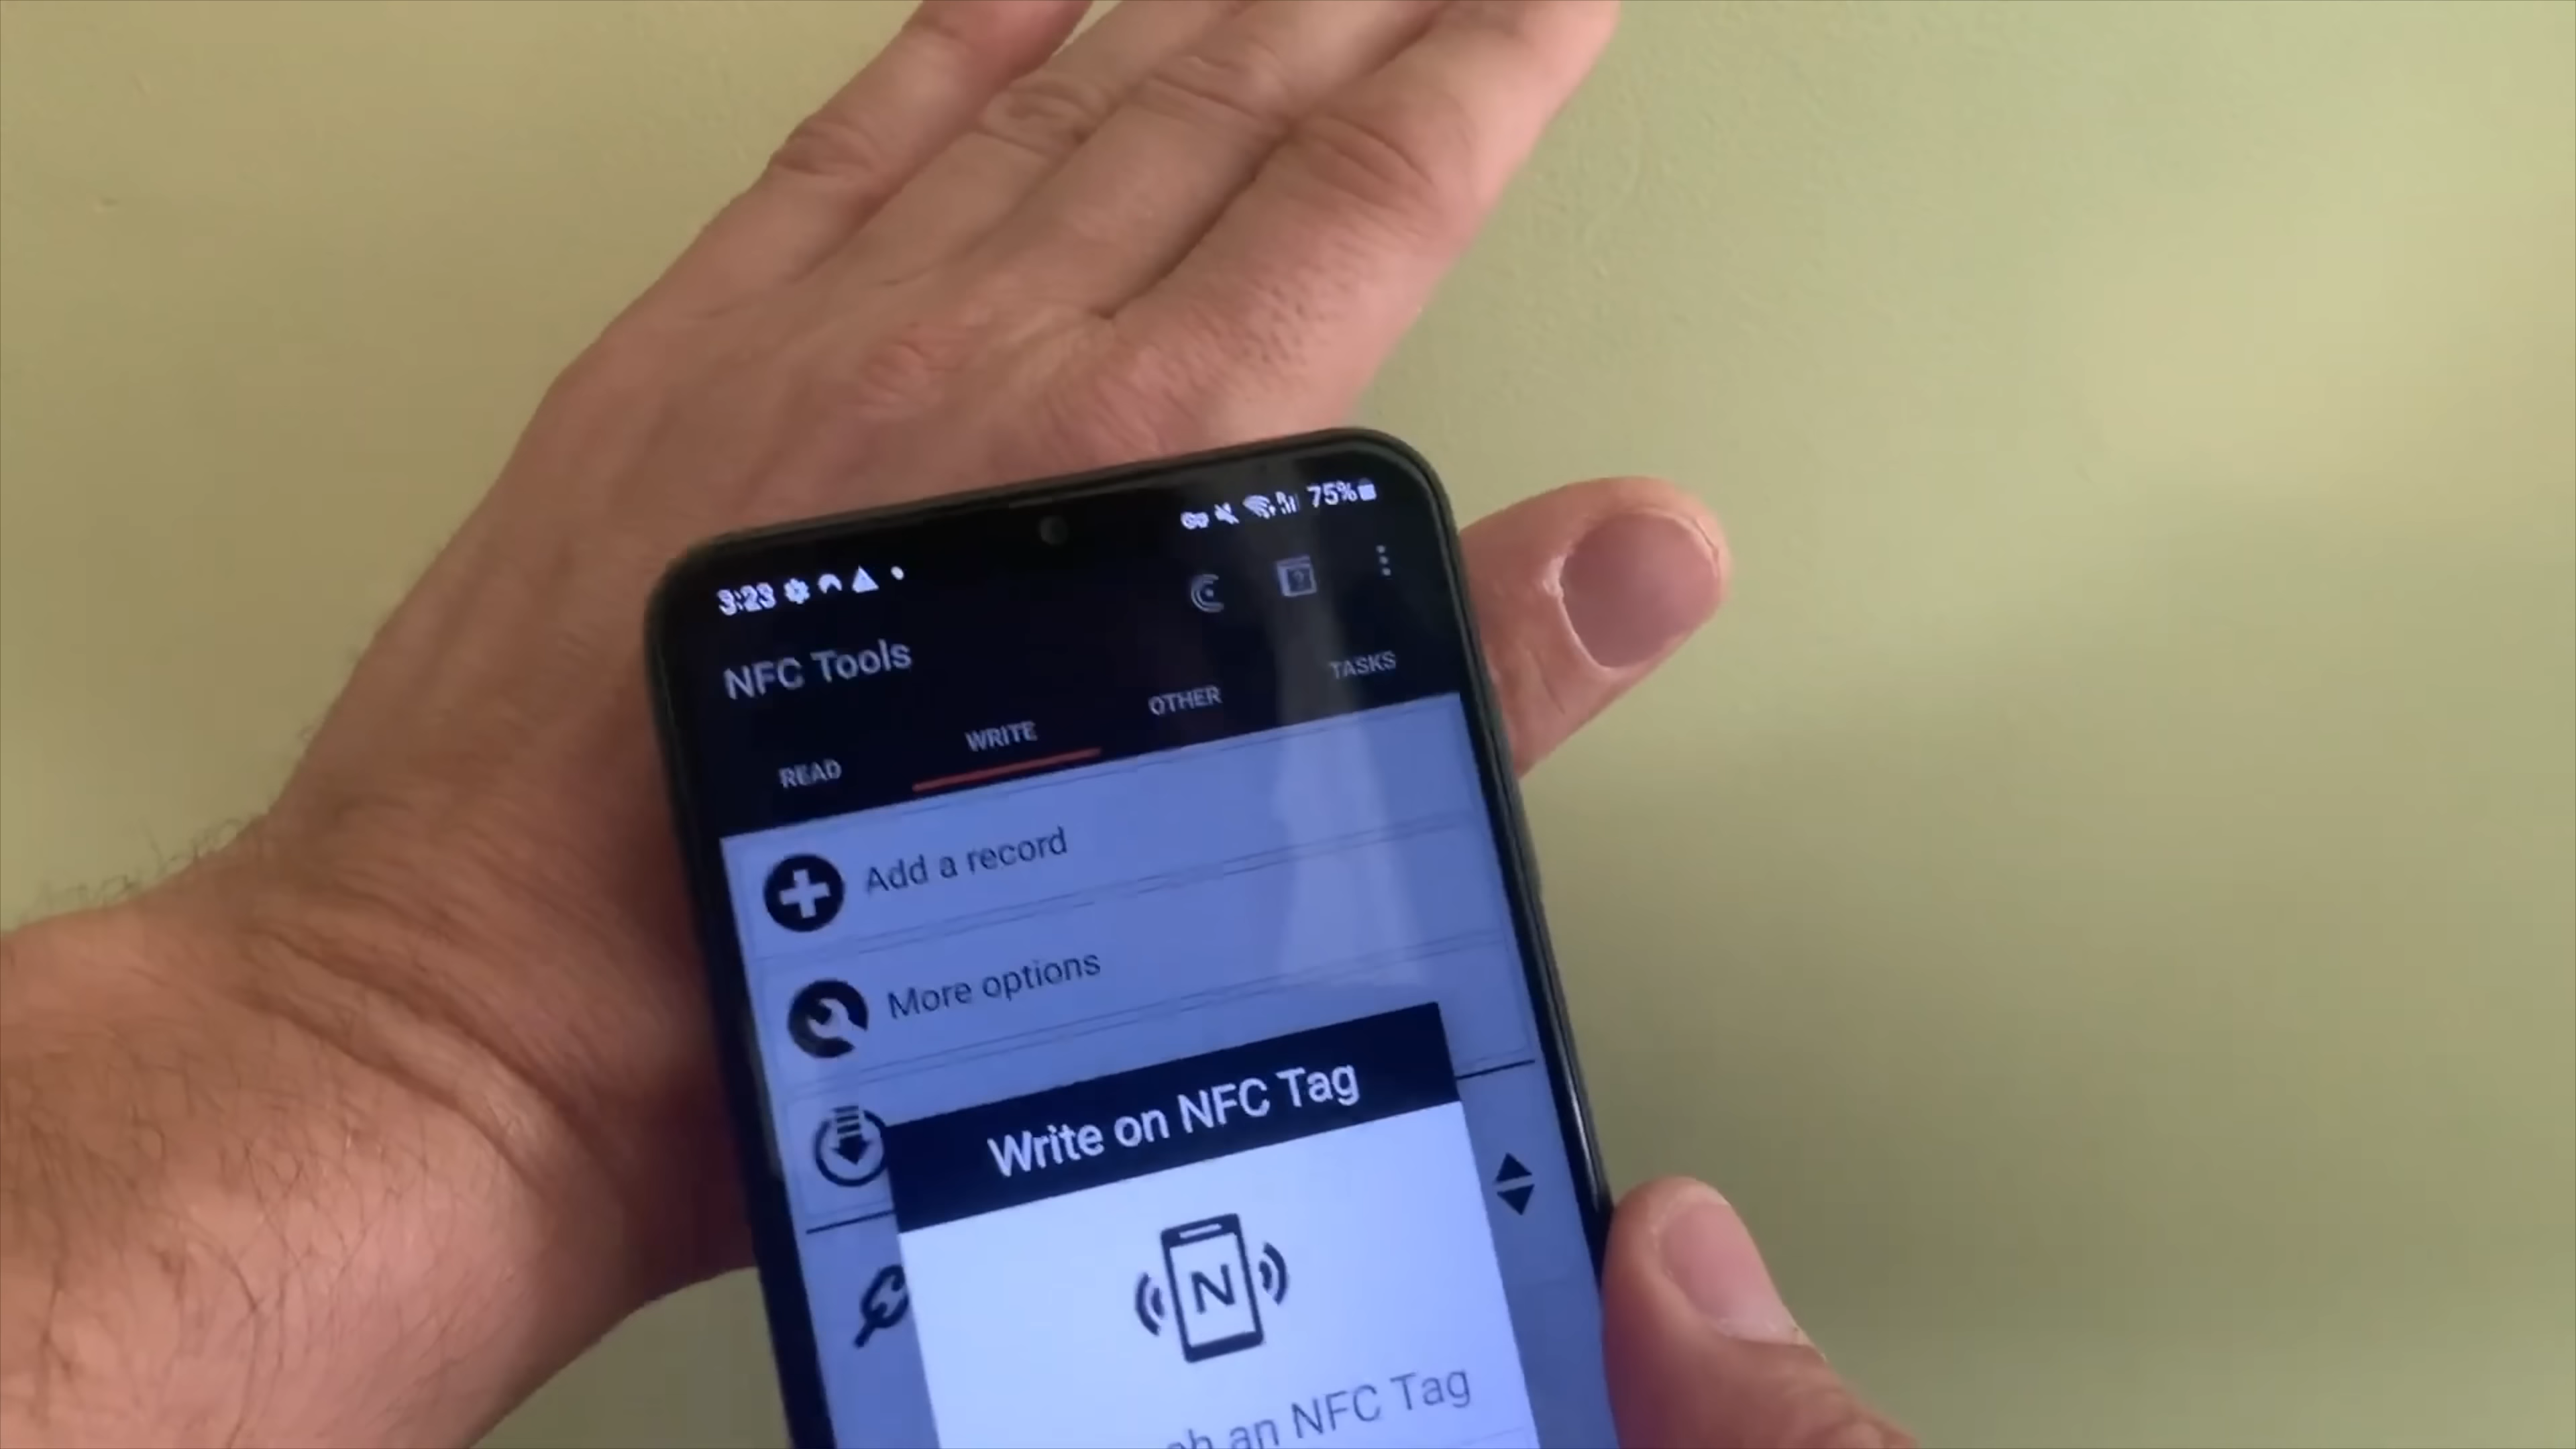 3:23
75%
NFC Tools
READ
WRITE
OTHER
TASKS
Add a record
More options
Write on NFC Tag
N
an NFC Tag